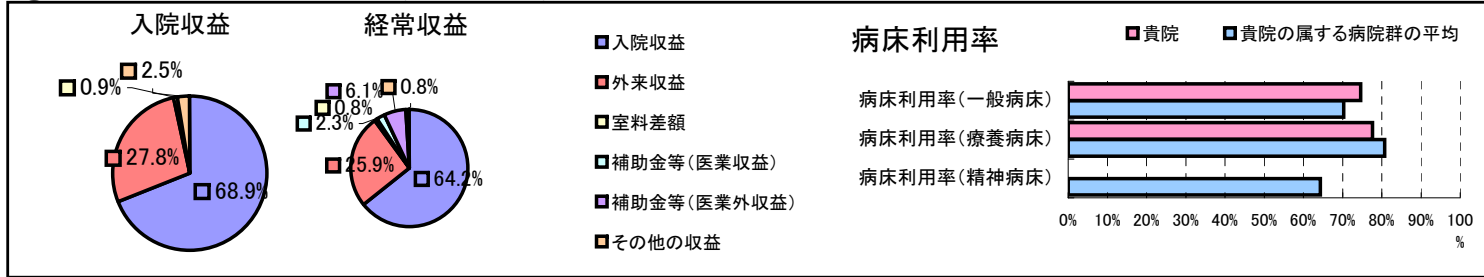 入院収益
2.5%
0.9%
27.8%
68.9%
経常収益
6.1%
0.8%
0.8%
2.3%
25.9%
64.2%
入院収益
外来収益
室料差額
補助金等(医業収益)
補助金等(医業外収益)
その他の収益
病床利用率
貴院
貴院の属する病院群の平均
病床利用率(一般病床)
病床利用率(療養病床)
病床利用率(精神病床)
0% 10% 20% 30% 40% 50% 60% 70% 80% 90% 100
%